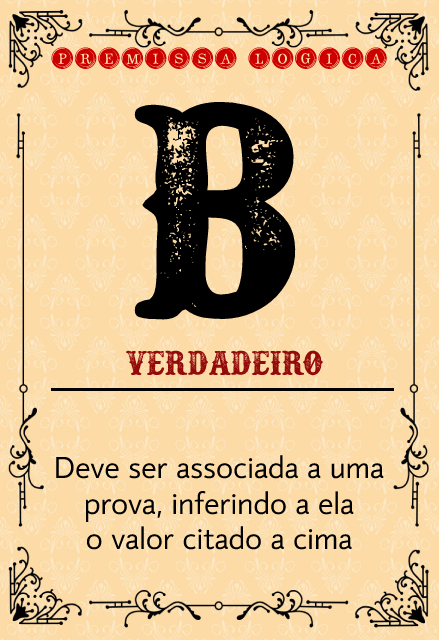 PREMISSA LOGICA
B
VERDADEIRO
Deve ser associada a uma
prova, inferindo a ela
o valor citado a cima